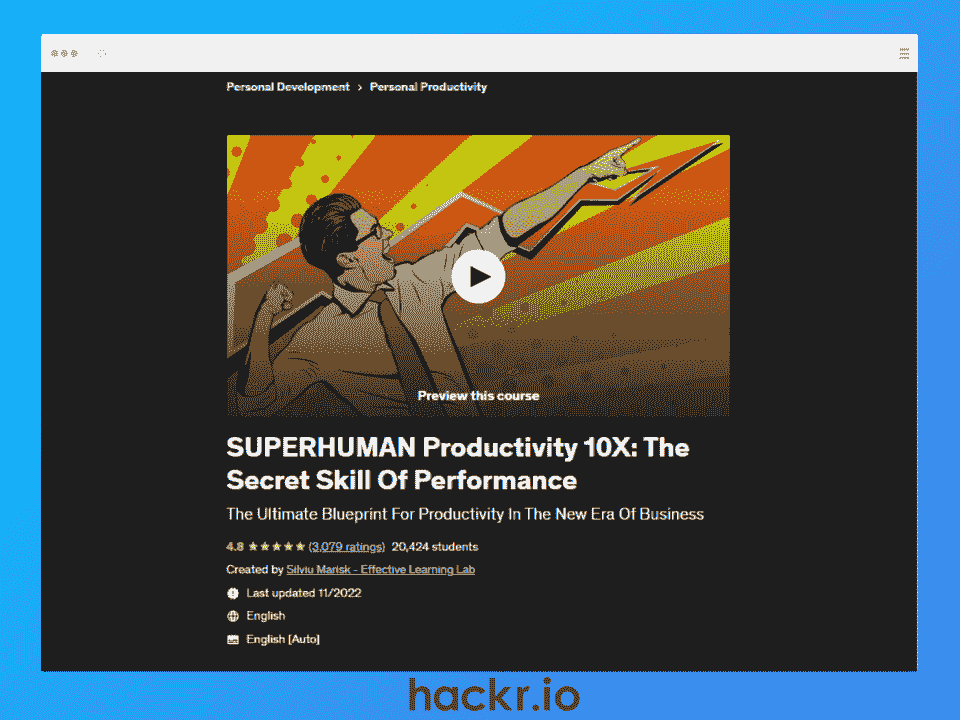 Personal Development > Personal Productivity
Preview this course
SUPERHUMAN Productivity 10X: The
Secret Skill Of Performance
The Ultimate Blueprint For Productivity In The New Era Of Business
4.8 ★★★★★ (3,079 ratings) 20,424 students
Created by Silviu Marisk - Effective Learning Lab
Last updated 11/2022
English
English [Auto]
hackr.io